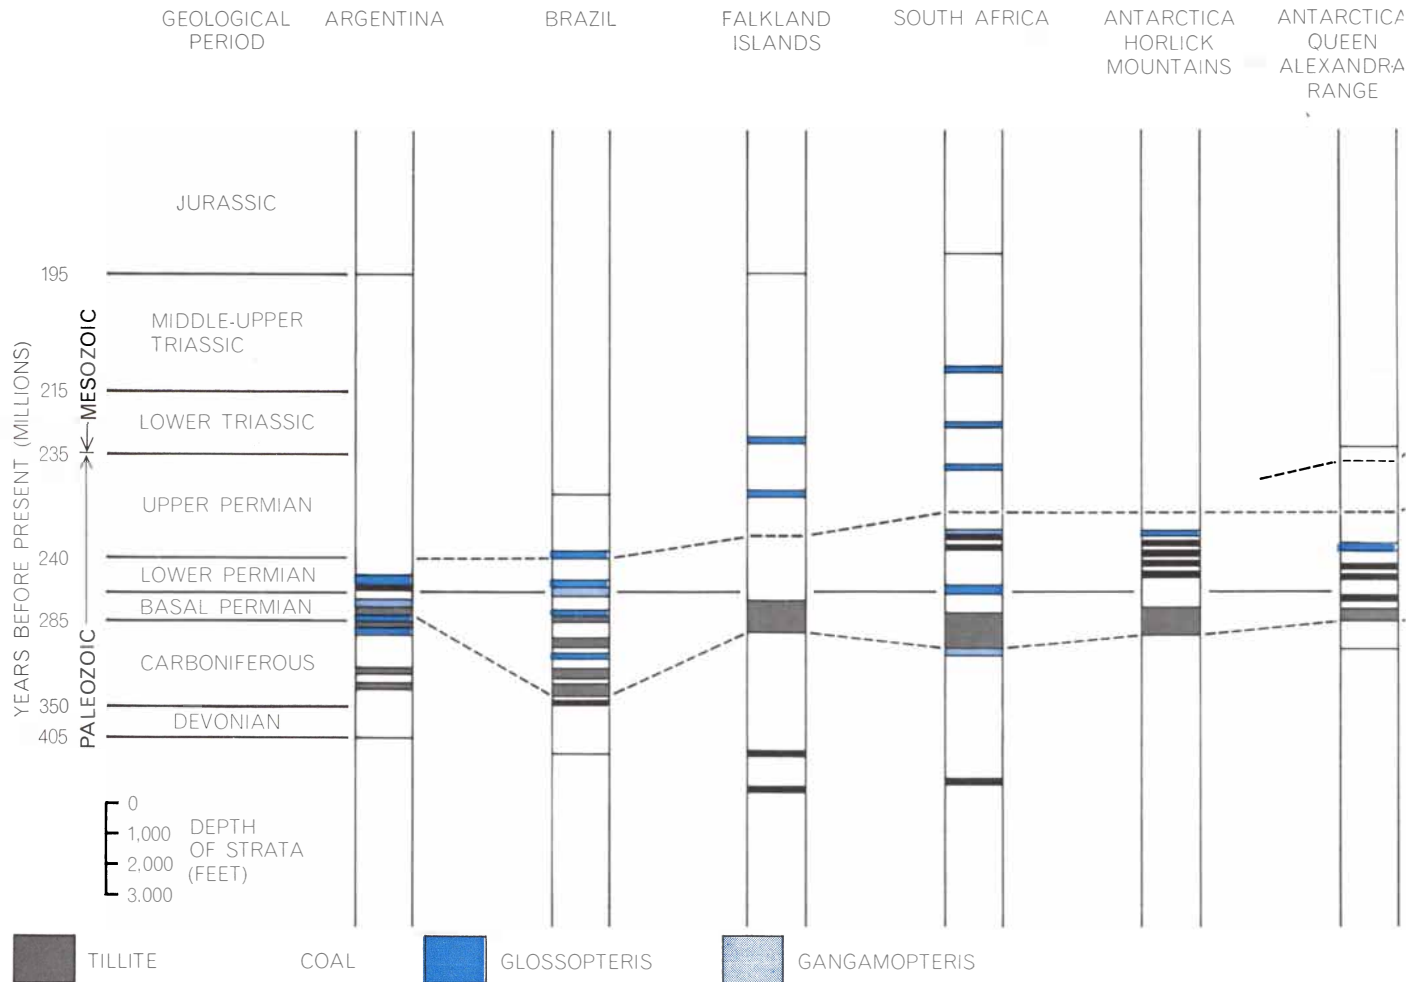 GEOLOGICAL
PERIOD
ARGENTINA
BRAZIL
FALKLAND
ISLANDS
SOUTH AFRICA
ANTARCTICA
HORLICK
MOUNTAINS
ANTARCTICA
QUEEN
ALEXANDRA
RANGE
YEARS BEFORE PRESENT (MILLIONS)
MESOZOIC
PALEOZOIC
JURASSIC
195
MIDDLE-UPPER
TRIASSIC
215
LOWER TRIASSIC
235
UPPER PERMIAN
240
LOWER PERMIAN
BASAL PERMIAN
285
CARBONIFEROUS
350
DEVONIAN
405
0
1,000
2,000
3.000
DEPTH
OF STRATA
(FEET)
TILLITE
COAL
GLOSSOPTERIS
GANGAMOPTERIS